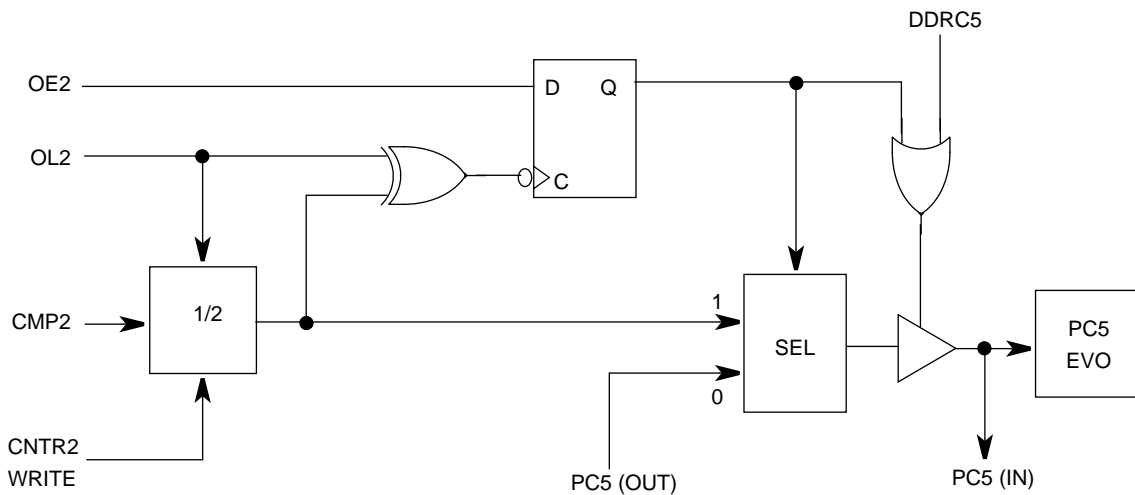 DDRC5
OE2
D Q
OL2
C
1/2
CMP2
1
SEL
0
PC5
EVO
CNTR2
WRITE
PC5 (OUT)
PC5 (IN)